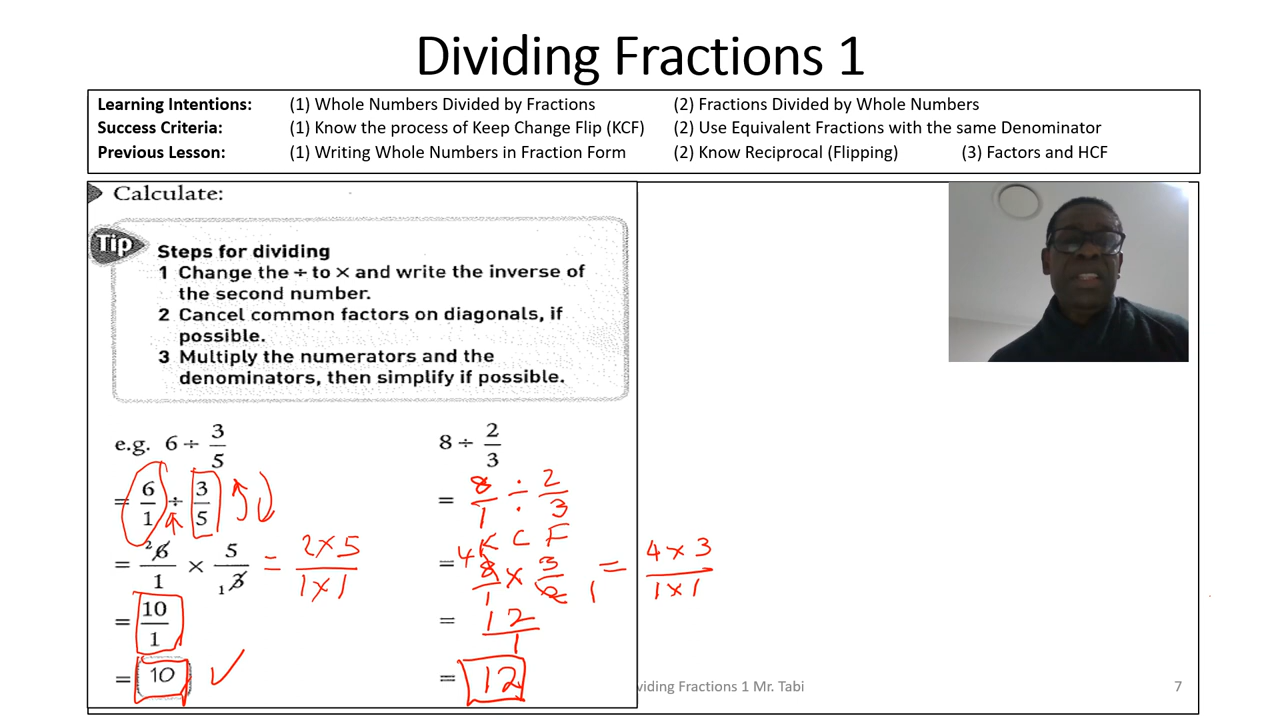 Dividing Fractions 1
Learning Intentions: (1) Whole Numbers Divided by Fractions (2) Fractions Divided by Whole Numbers
Success Criteria: (1) Know the process of Keep Change Flip (KCF) (2) Use Equivalent Fractions with the same Denominator
Previous Lesson: (1) Writing Whole Numbers in Fraction Form (2) Know Reciprocal (Flipping) (3) Factors and HCF
Calculate:
Tip
Steps for dividing
1 Change the ÷ to × and write the inverse of
the second number.
2 Cancel common factors on diagonals, if
possible.
3 Multiply the numerators and the
denominators, then simplify if possible.
e.g. 6 ÷ 3/5
= 6/1 ÷ 3/5
= 2 6/1 × 5/1 3 = 2×5/1×1
= 10/1
= 10 ✓
8 ÷ 2/3
= 8/1 ÷ 2/3
K C F
= 4 8/1 × 3/2 1 = 4×3/1×1
= 12/1
= 12
viding Fractions 1 Mr. Tabi
7